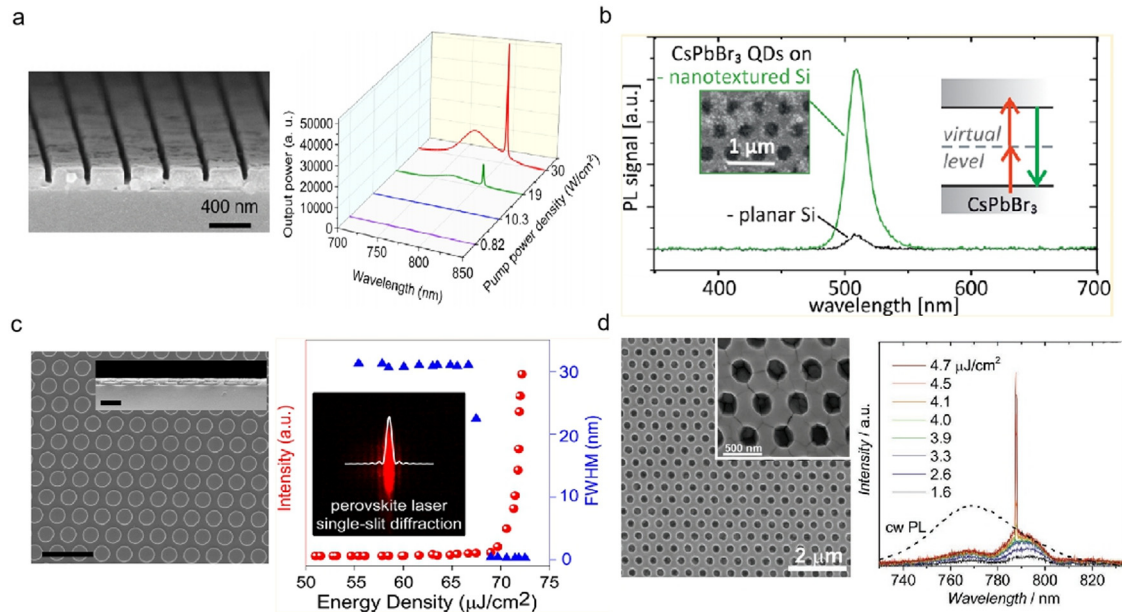 a
400 nm
Output power (a. u.)
50000
40000
30000
20000
10000
0
700
750
800
850
Wavelength (nm)
0.82
10.3
19
30
Pump power density (W/cm²)
b
CsPbBr₃ QDs on
- nanotextured Si
1 μm
- planar Si
PL signal [a.u.]
virtual
level
CsPbBr₃
400
500
600
700
wavelength [nm]
c
Intensity (a.u.)
perovskite laser
single-slit diffraction
30
20
10
0
FWHM (nm)
50 55 60 65 70 75
Energy Density (μJ/cm2)
d
500 nm
2 μm
Intensity / a.u.
4.7 μJ/cm²
4.5
4.1
4.0
3.9
3.3
2.6
1.6
cw PL
740 760 780 800 820
Wavelength / nm